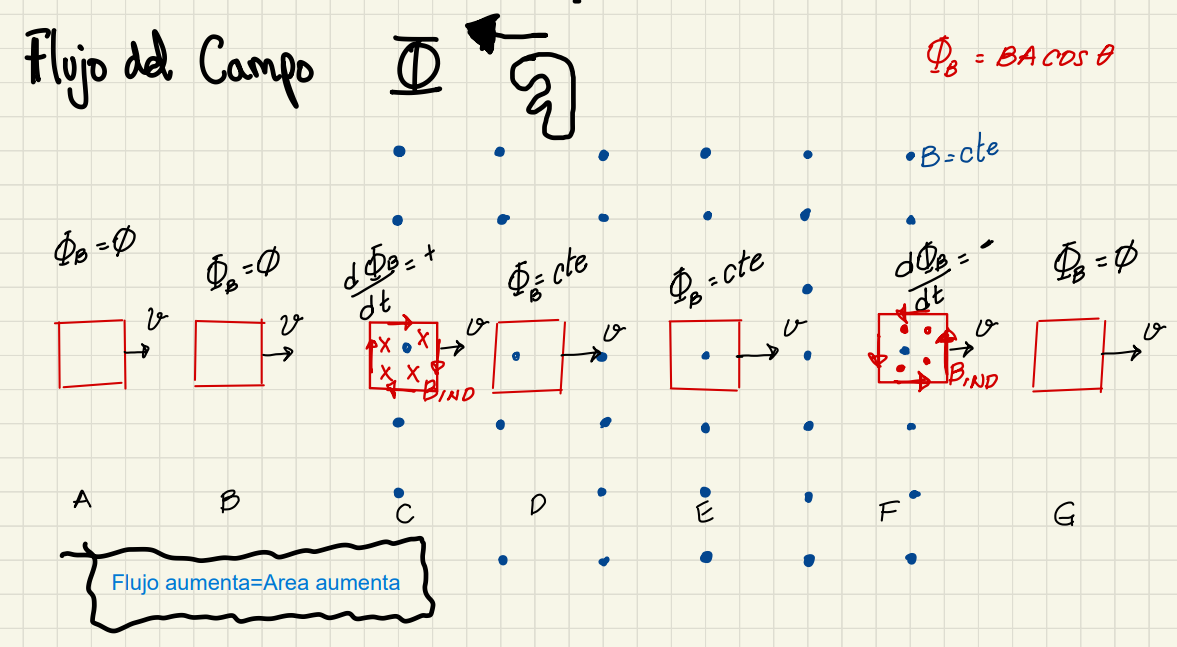 Flujo del Campo Φ
Φ_B = BA cos θ
B=cte
Φ_B = Ø
Φ_B = Ø
dΦ_B/dt = +
Φ_B = cte
Φ_B = cte
dΦ_B/dt = -
Φ_B = Ø
v v v v v v v
x x x x
B_IND
B_IND
A B C D E F G
Flujo aumenta=Area aumenta